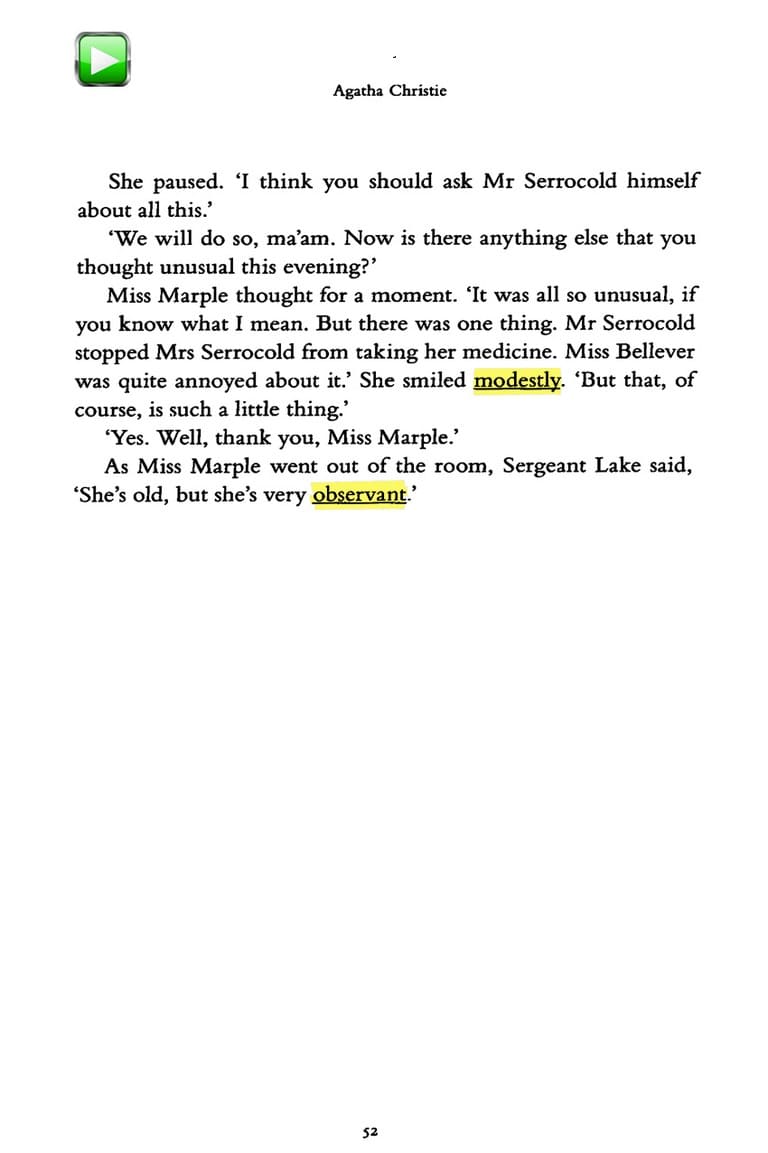 Agatha Christie
She paused. ‘I think you should ask Mr Serrocold himself
about all this.’
‘We will do so, ma’am. Now is there anything else that you
thought unusual this evening?’
Miss Marple thought for a moment. ‘It was all so unusual, if
you know what I mean. But there was one thing. Mr Serrocold
stopped Mrs Serrocold from taking her medicine. Miss Bellever
was quite annoyed about it.’ She smiled modestly. ‘But that, of
course, is such a little thing.’
‘Yes. Well, thank you, Miss Marple.’
As Miss Marple went out of the room, Sergeant Lake said,
‘She’s old, but she’s very observant.’
52